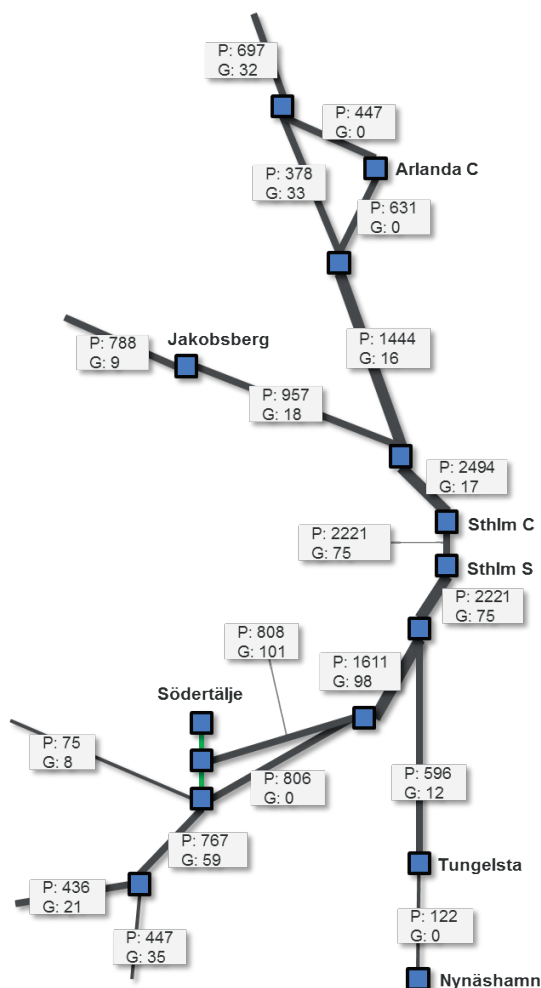 P: 697
G: 32
P: 447
G: 0
Arlanda C
P: 378
G: 33
P: 631
G: 0
P: 788
G: 9
Jakobsberg
P: 1444
G: 16
P: 957
G: 18
P: 2494
G: 17
Sthlm C
P: 2221
G: 75
Sthlm S
P: 2221
G: 75
P: 808
G: 101
P: 1611
G: 98
Södertälje
P: 75
G: 8
P: 806
G: 0
P: 596
G: 12
P: 767
G: 59
Tungelsta
P: 436
G: 21
P: 122
G: 0
P: 447
G: 35
Nynäshamn